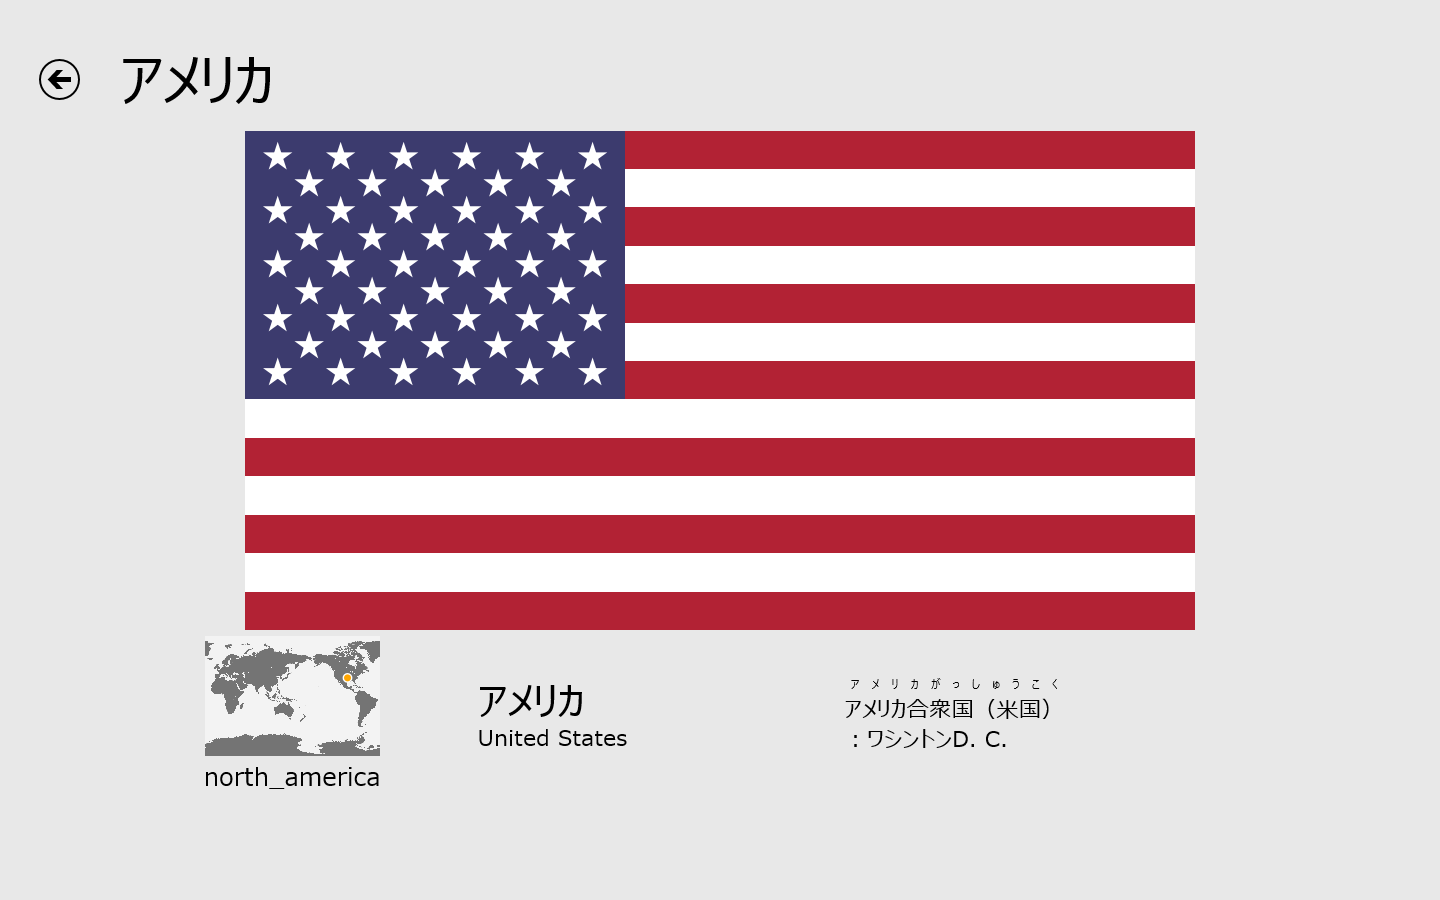 アメリカ
north_america
アメリカ
United States
アメリカがっしゅうこく
アメリカ合衆国（米国）
：ワシントンD. C.